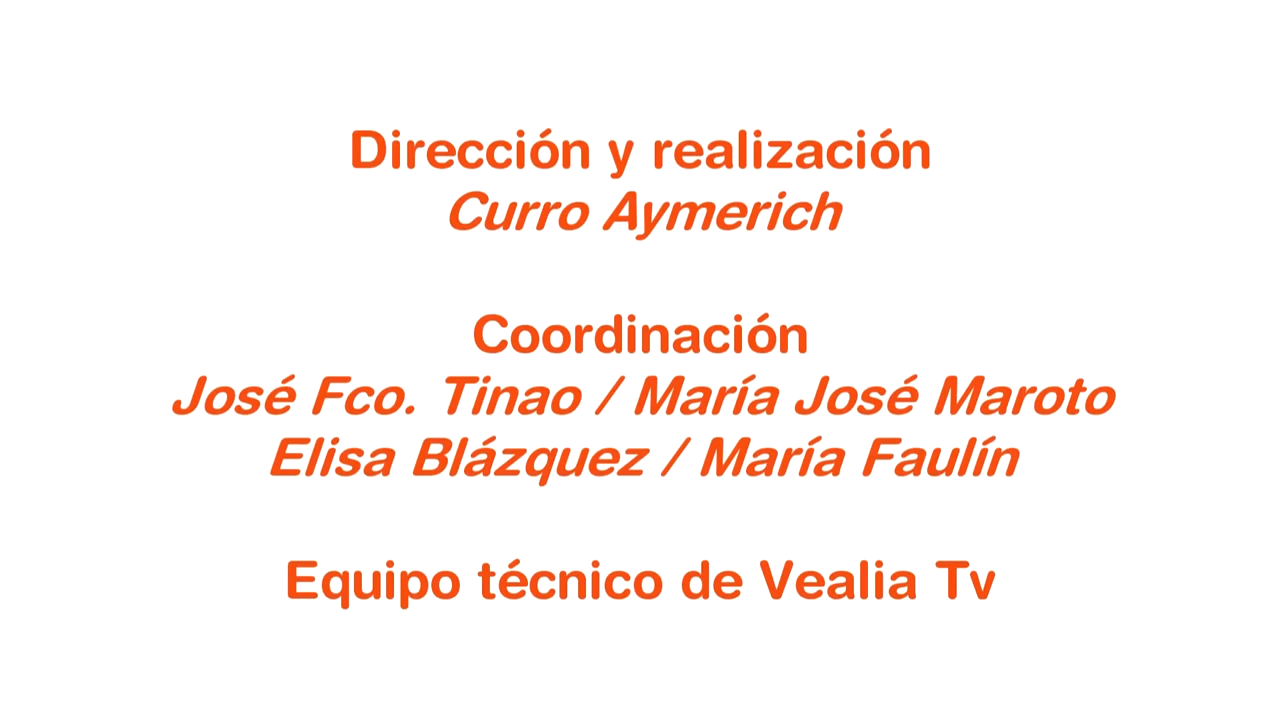 Dirección y realización
Curro Aymerich
Coordinación
José Fco. Tinao / María José Maroto
Elisa Blázquez / María Faulín
Equipo técnico de Vealia Tv